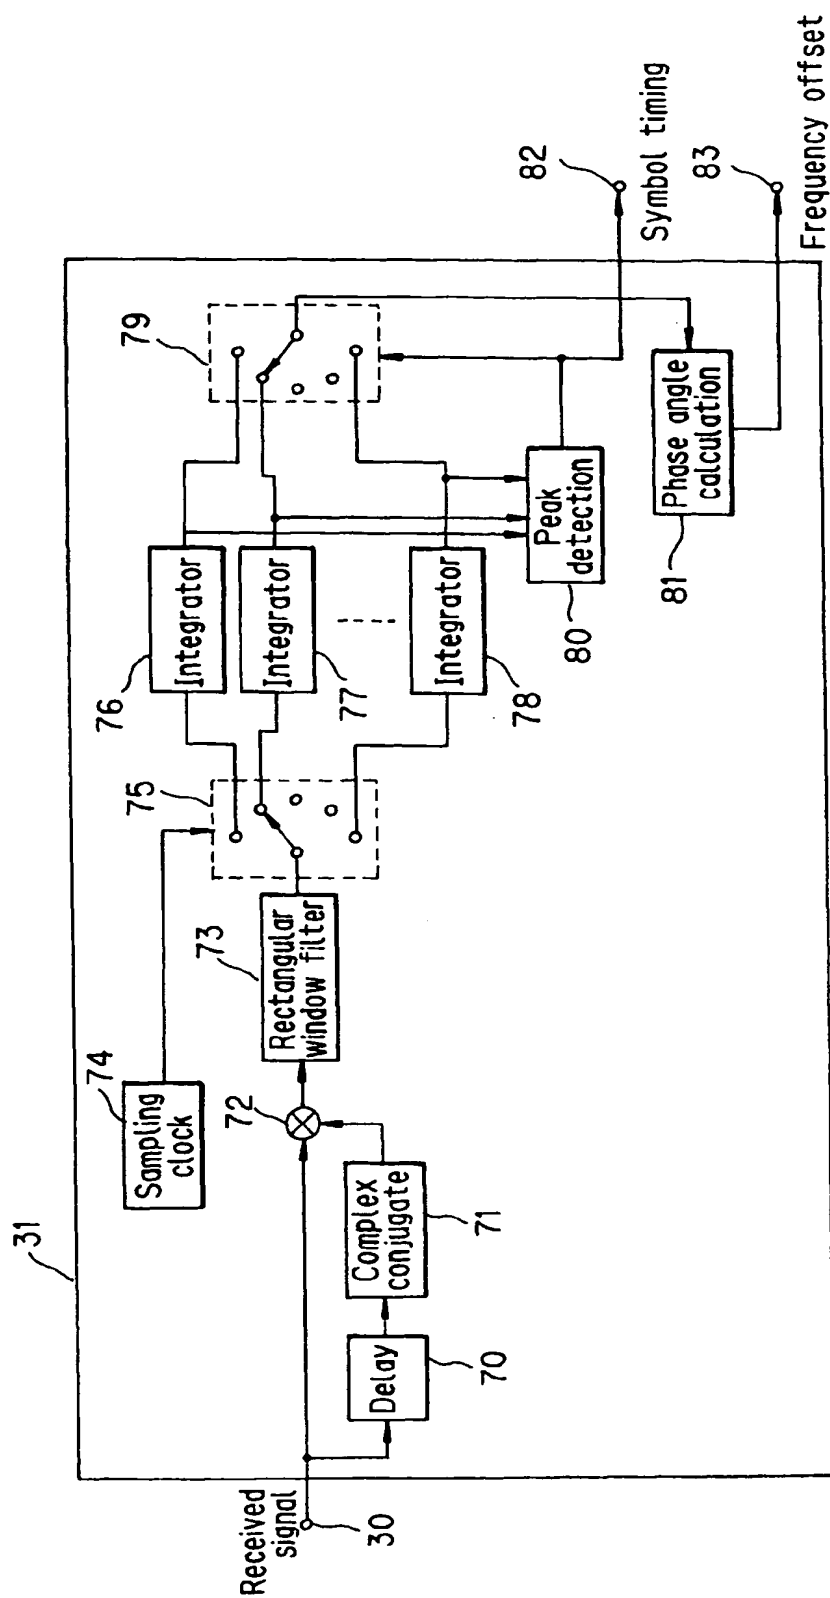 31
Received
signal
30
Delay
70
Complex
conjugate
71
72
Sampling
clock
74
Rectangular
window filter
73
75
Integrator
76
Integrator
77
Integrator
78
79
Peak
detection
80
Phase angle
calculation
81
82
Symbol timing
83
Frequency offset